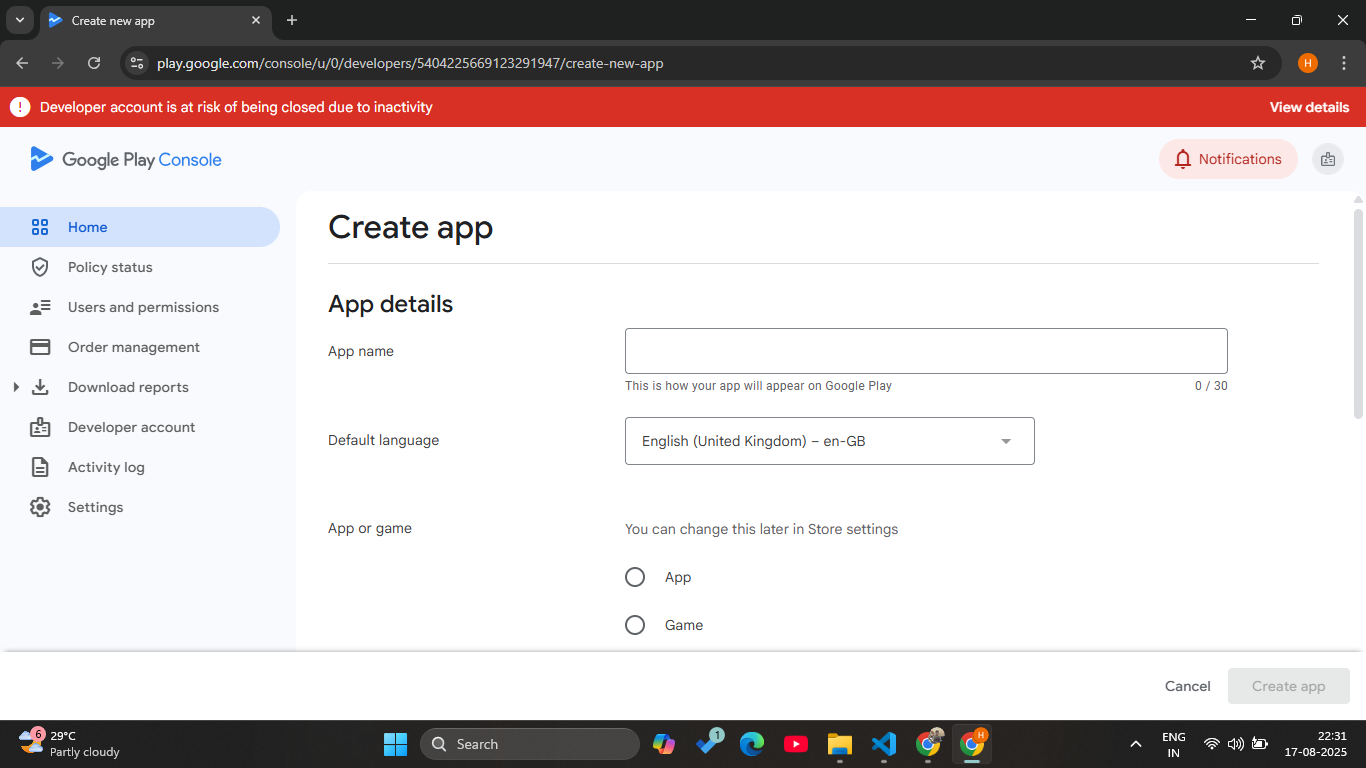 Create new app
play.google.com/console/u/0/developers/5404225669123291947/create-new-app
H
! Developer account is at risk of being closed due to inactivity
View details
Google Play Console
Notifications
Home
Policy status
Users and permissions
Order management
Download reports
Developer account
Activity log
Settings
Create app
App details
App name
This is how your app will appear on Google Play
0 / 30
Default language
English (United Kingdom) – en-GB
App or game
You can change this later in Store settings
App
Game
Cancel
Create app
6
29°C
Partly cloudy
Search
1
H
ENG
IN
22:31
17-08-2025